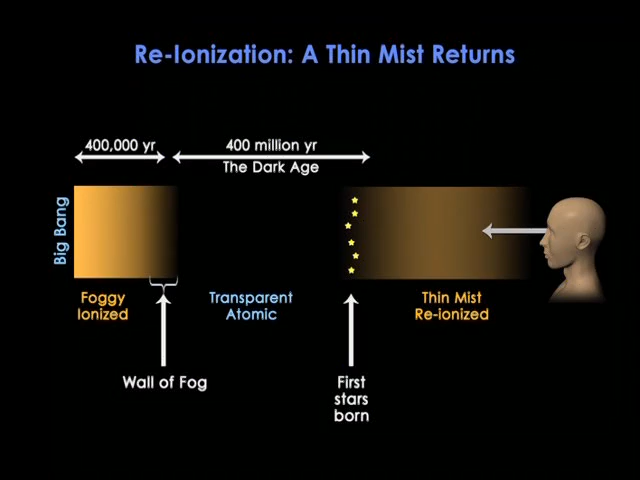 Re-Ionization: A Thin Mist Returns
400,000 yr
400 million yr
The Dark Age
Big Bang
Foggy
Ionized
Transparent
Atomic
Thin Mist
Re-ionized
Wall of Fog
First
stars
born